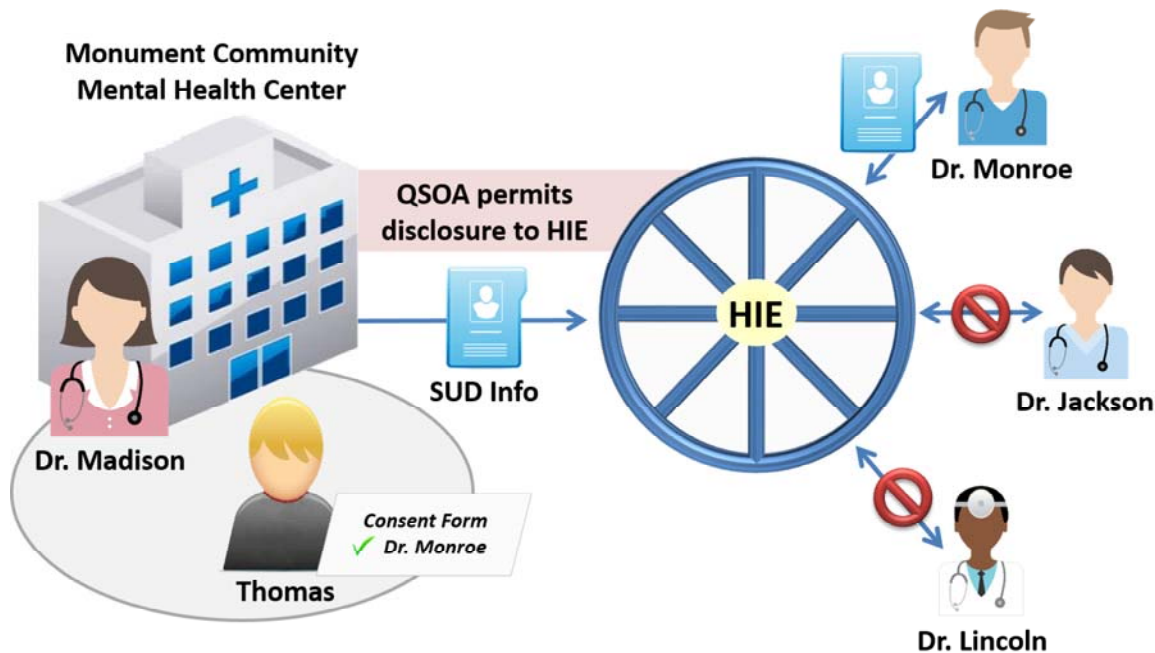 Monument Community
Mental Health Center
QSOA permits
disclosure to HIE
SUD Info
HIE
Dr. Monroe
Dr. Jackson
Dr. Lincoln
Dr. Madison
Consent Form
✓ Dr. Monroe
Thomas